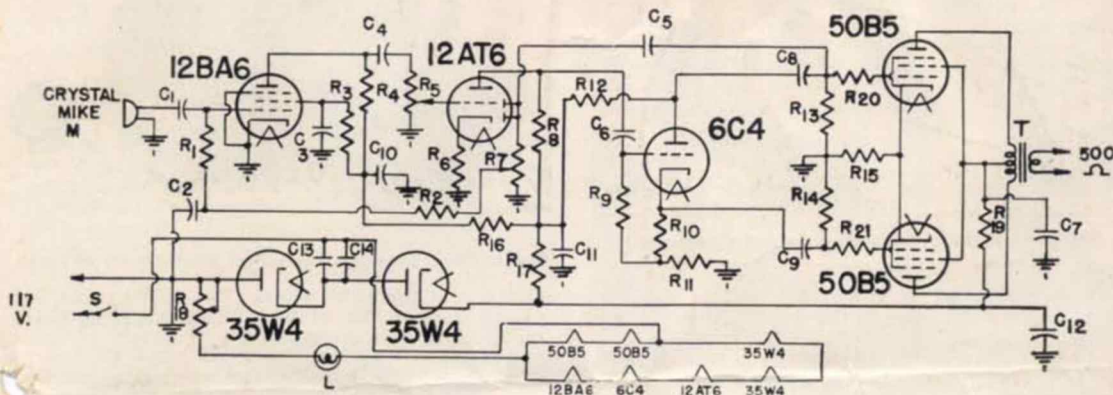 50B5
C4 C5
12BA6 12AT6 C8
CRYSTAL MIKE M
C1 R3 R4 R5 R12 R20
6C4
R1 C3 R8 C6 R13 T
500 Ω
C10 R6 R7 R15
C2 R2 R9 R14
R16 R10 R19
C13 C14 R17 C11 R21 C7
R11 C9
117 V. S R18
50B5
35W4 35W4
C12
50B5 50B5 35W4
L
12BA6 6C4 12AT6 35W4